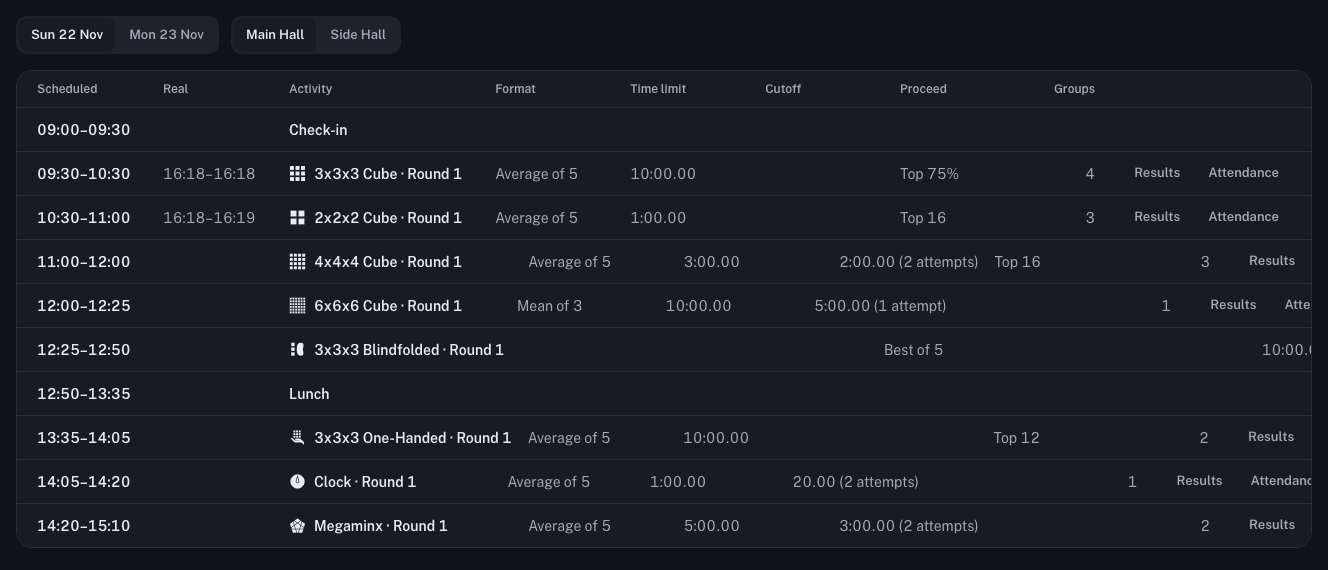 Sun 22 Nov Mon 23 Nov Main Hall Side Hall
Scheduled Real Activity Format Time limit Cutoff Proceed Groups
09:00–09:30 Check-in
09:30–10:30 16:18–16:18 3x3x3 Cube · Round 1 Average of 5 10:00.00 Top 75% 4 Results Attendance
10:30–11:00 16:18–16:19 2x2x2 Cube · Round 1 Average of 5 1:00.00 Top 16 3 Results Attendance
11:00–12:00 4x4x4 Cube · Round 1 Average of 5 3:00.00 2:00.00 (2 attempts) Top 16 3 Results
12:00–12:25 6x6x6 Cube · Round 1 Mean of 3 10:00.00 5:00.00 (1 attempt) 1 Results Atte
12:25–12:50 3x3x3 Blindfolded · Round 1 Best of 5 10:00.
12:50–13:35 Lunch
13:35–14:05 3x3x3 One-Handed · Round 1 Average of 5 10:00.00 Top 12 2 Results
14:05–14:20 Clock · Round 1 Average of 5 1:00.00 20.00 (2 attempts) 1 Results Attendanc
14:20–15:10 Megaminx · Round 1 Average of 5 5:00.00 3:00.00 (2 attempts) 2 Results